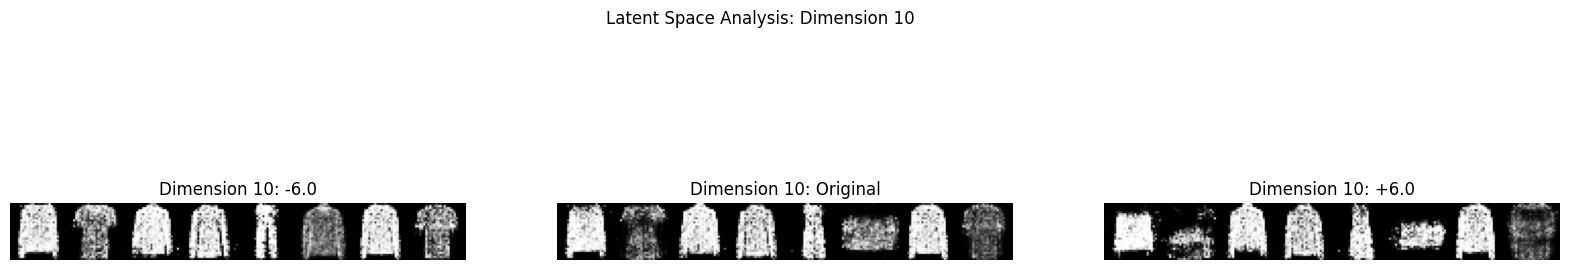 Latent Space Analysis: Dimension 10
Dimension 10: -6.0
Dimension 10: Original
Dimension 10: +6.0